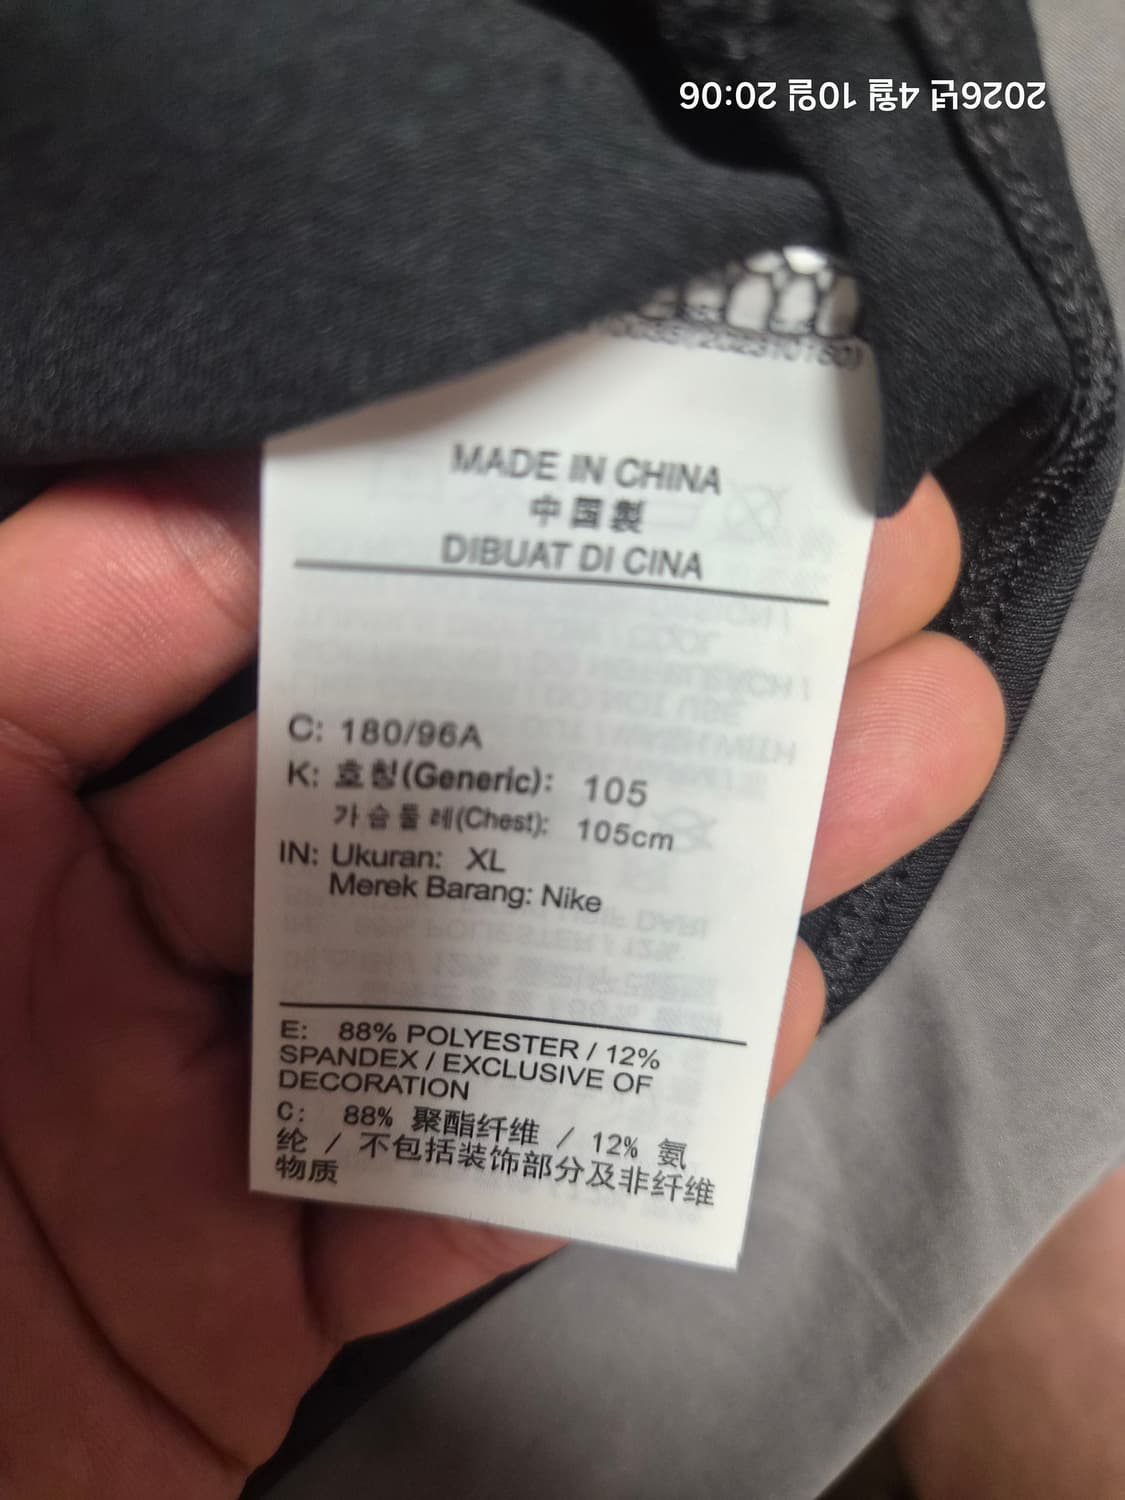 2026년 4월 10일 20:06
MADE IN CHINA
中国製
DIBUAT DI CINA
C: 180/96A
K: 호칭(Generic): 105
가슴둘레(Chest): 105cm
IN: Ukuran: XL
Merek Barang: Nike
E: 88% POLYESTER / 12%
SPANDEX / EXCLUSIVE OF
DECORATION
C: 88% 聚酯纤维 / 12% 氨
纶 / 不包括装饰部分及非纤维
物质